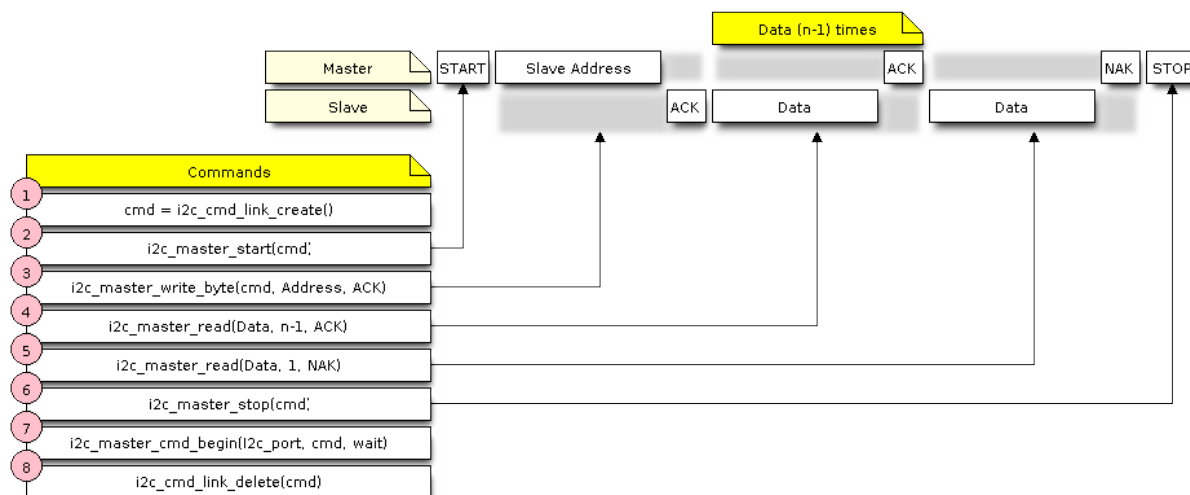 Data (n-1) times
Master START Slave Address ACK NAK STOP
Slave ACK Data Data
Commands
1
cmd = i2c_cmd_link_create()
2
i2c_master_start(cmd;
3
i2c_master_write_byte(cmd, Address, ACK)
4
i2c_master_read(Data, n-1, ACK)
5
i2c_master_read(Data, 1, NAK)
6
i2c_master_stop(cmd;
7
i2c_master_cmd_begin(I2c_port, cmd, wait)
8
i2c_cmd_link_delete(cmd)